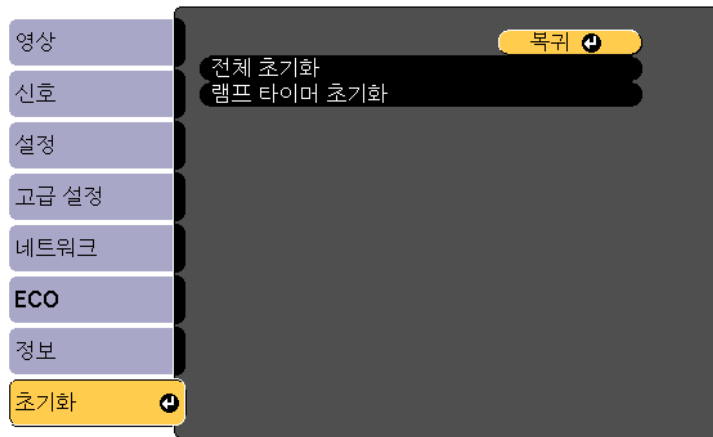 영상
신호
설정
고급 설정
네트워크
ECO
정보
초기화
복귀
전체 초기화
램프 타이머 초기화